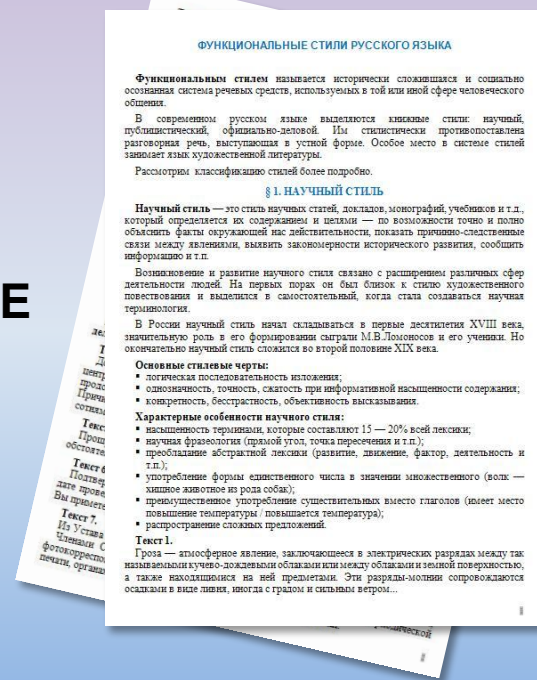 ФУНКЦИОНАЛЬНЫЕ СТИЛИ РУССКОГО ЯЗЫКА
Функциональным стилем называется исторически сложившаяся и социально
осознанная система речевых средств, используемых в той или иной сфере человеческого
общения.
В современном русском языке выделяются книжные стили: научный,
публицистический, официально-деловой. Им стилистически противопоставлена
разговорная речь, выступающая в устной форме. Особое место в системе стилей
занимает язык художественной литературы.
Рассмотрим классификацию стилей более подробно.
§ 1. НАУЧНЫЙ СТИЛЬ
Научный стиль — это стиль научных статей, докладов, монографий, учебников и т.д.,
который определяется их содержанием и целями — по возможности точно и полно
объяснить факты окружающей нас действительности, показать причинно-следственные
связи между явлениями, выявить закономерности исторического развития, сообщить
информацию и т.п.
Возникновение и развитие научного стиля связано с расширением различных сфер
деятельности людей. На первых порах он был близок к стилю художественного
повествования и выделился в самостоятельный, когда стала создаваться научная
терминология.
В России научный стиль начал складываться в первые десятилетия XVIII века,
значительную роль в его формировании сыграли М.В.Ломоносов и его ученики. Но
окончательно научный стиль сложился во второй половине XIX века.
Основные стилевые черты:
▪ логическая последовательность изложения;
▪ однозначность, точность, сжатость при информативной насыщенности содержания;
▪ конкретность, бесстрастность, объективность высказывания.
Характерные особенности научного стиля:
▪ насыщенность терминами, которые составляют 15 — 20% всей лексики;
▪ научная фразеология (прямой угол, точка пересечения и т.п.);
▪ преобладание абстрактной лексики (развитие, движение, фактор, деятельность и
т.п.);
▪ употребление формы единственного числа в значении множественного (волк —
хищное животное из рода собак);
▪ преимущественное употребление существительных вместо глаголов (имеет место
повышение температуры / повышается температура);
▪ распространение сложных предложений.
Текст 1.
Гроза — атмосферное явление, заключающееся в электрических разрядах между так
называемыми кучево-дождевыми облаками или между облаками и земной поверхностью,
а также находящимися на ней предметами. Эти разряды-молнии сопровождаются
осадками в виде ливня, иногда с градом и сильным ветром...
Е
Текст 6
Подтвер
дате прове
Вы примете
Текст 7.
Из Устава
Членами С
фотокорреспо
печати, органа